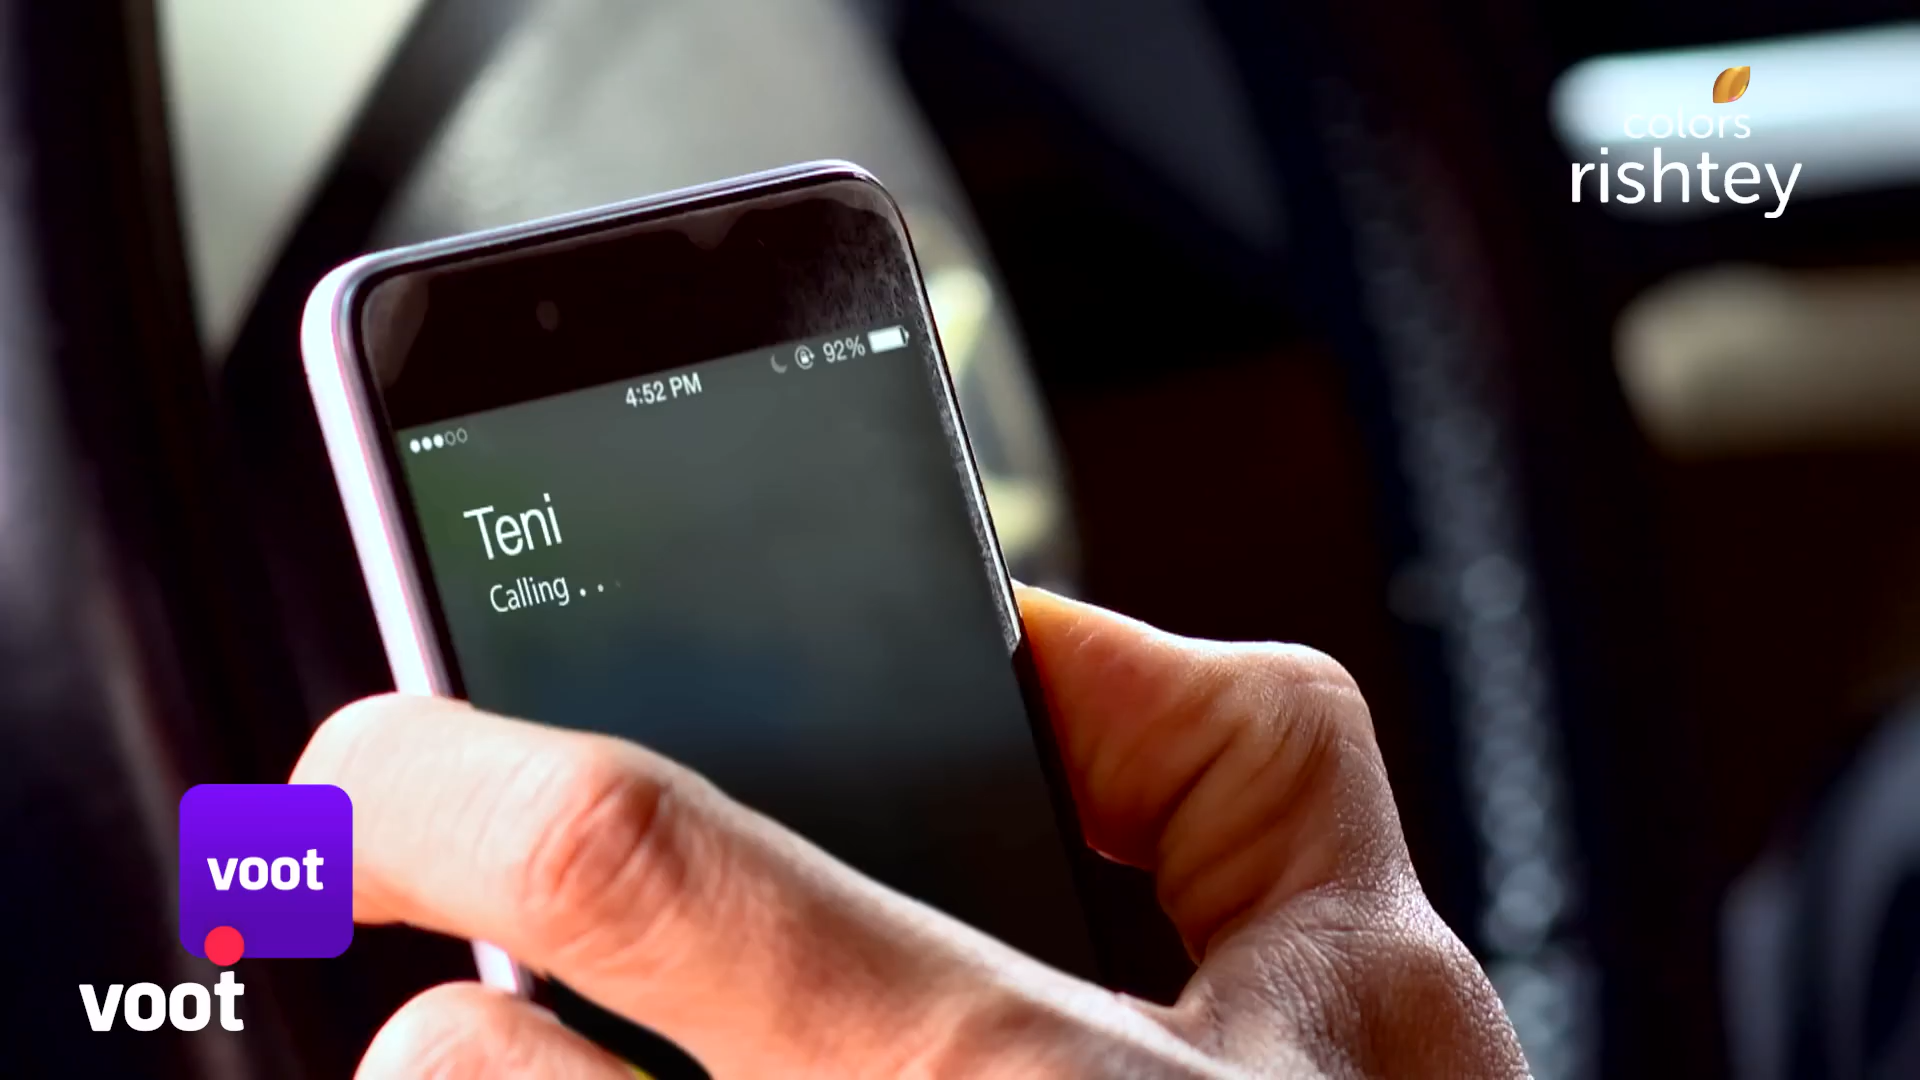 colors
rishtey
92%
4:52 PM
Teni
Calling . . .
voot
voot